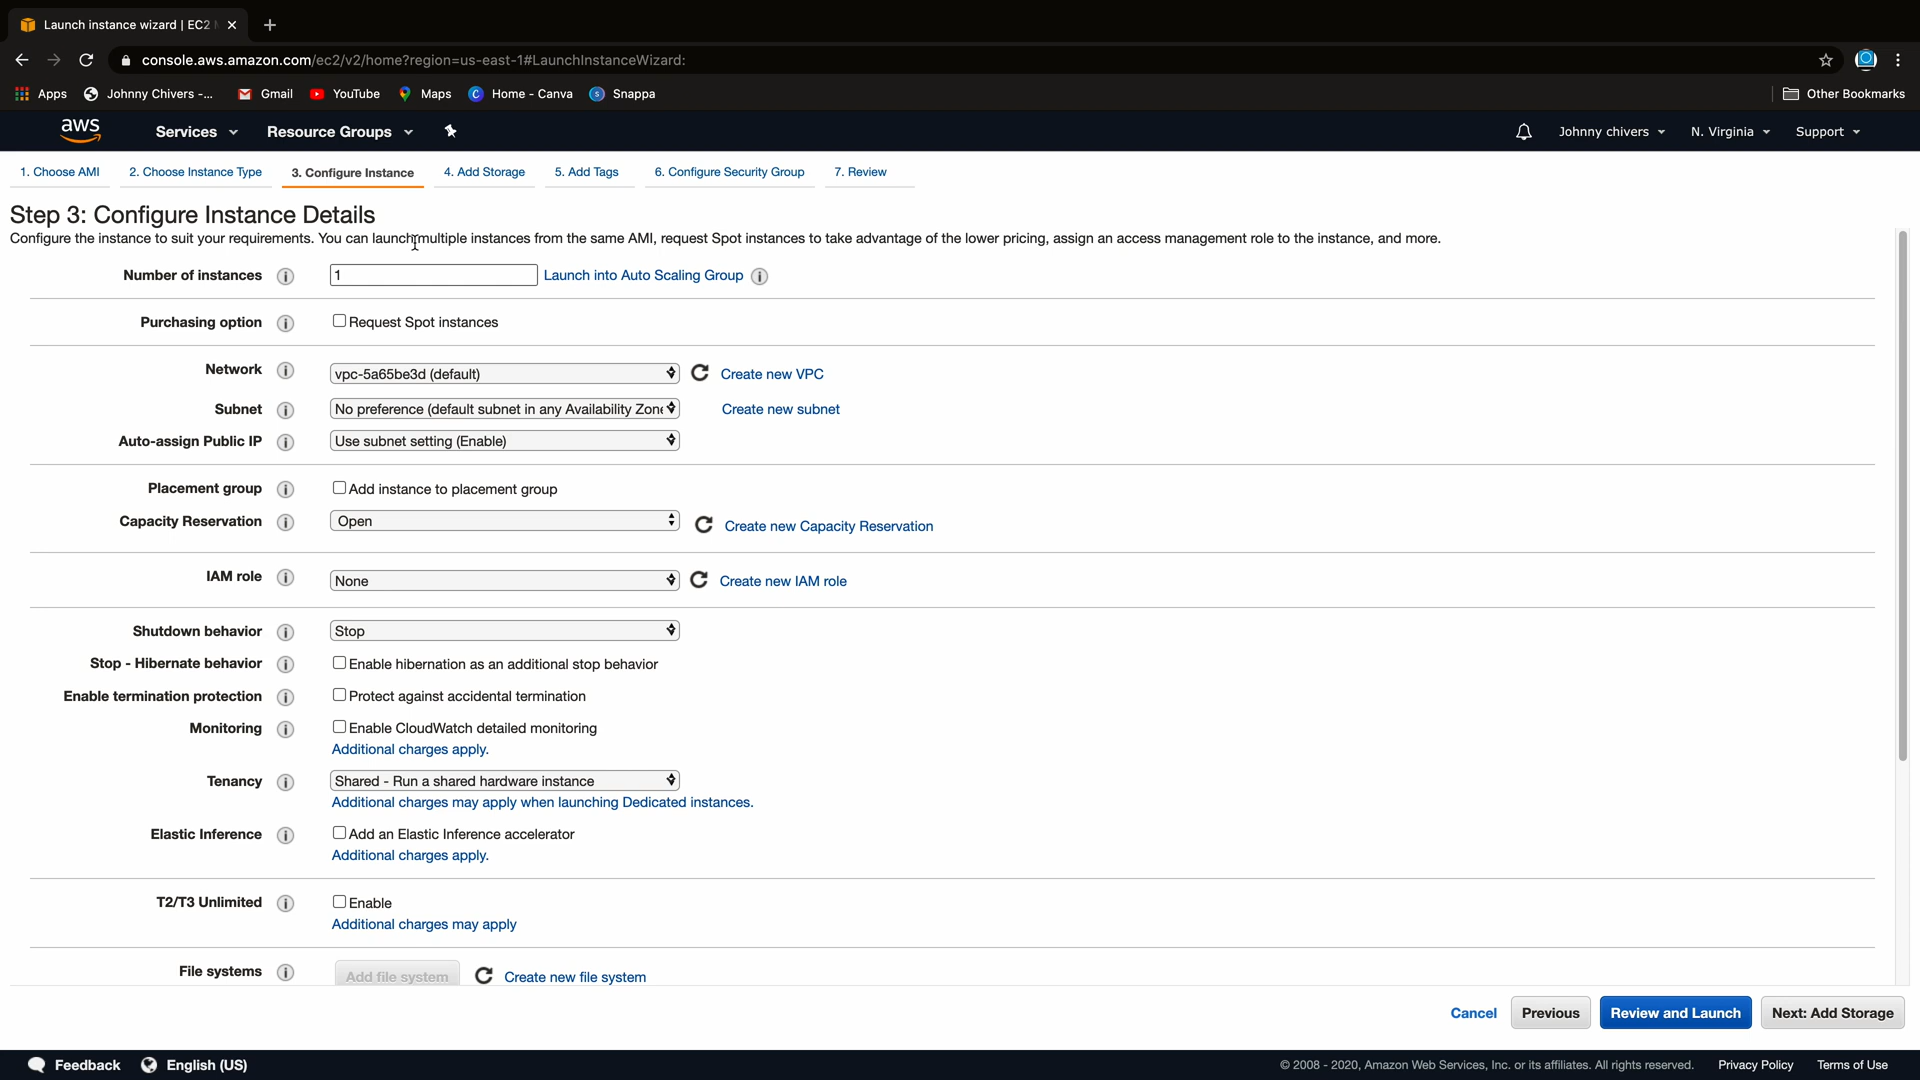 Launch instance wizard | EC2
console.aws.amazon.com/ec2/v2/home?region=us-east-1#LaunchInstanceWizard:
Apps Johnny Chivers -... Gmail YouTube Maps Home - Canva Snappa Other Bookmarks
aws Services Resource Groups Johnny chivers N. Virginia Support
1. Choose AMI 2. Choose Instance Type 3. Configure Instance 4. Add Storage 5. Add Tags 6. Configure Security Group 7. Review
Step 3: Configure Instance Details
Configure the instance to suit your requirements. You can launch multiple instances from the same AMI, request Spot instances to take advantage of the lower pricing, assign an access management role to the instance, and more.
Number of instances 1 Launch into Auto Scaling Group
Purchasing option Request Spot instances
Network vpc-5a65be3d (default) Create new VPC
Subnet No preference (default subnet in any Availability Zone Create new subnet
Auto-assign Public IP Use subnet setting (Enable)
Placement group Add instance to placement group
Capacity Reservation Open Create new Capacity Reservation
IAM role None Create new IAM role
Shutdown behavior Stop
Stop - Hibernate behavior Enable hibernation as an additional stop behavior
Enable termination protection Protect against accidental termination
Monitoring Enable CloudWatch detailed monitoring
Additional charges apply.
Tenancy Shared - Run a shared hardware instance
Additional charges may apply when launching Dedicated instances.
Elastic Inference Add an Elastic Inference accelerator
Additional charges apply.
T2/T3 Unlimited Enable
Additional charges may apply
File systems Add file system Create new file system
Cancel Previous Review and Launch Next: Add Storage
Feedback English (US) © 2008 - 2020, Amazon Web Services, Inc. or its affiliates. All rights reserved. Privacy Policy Terms of Use